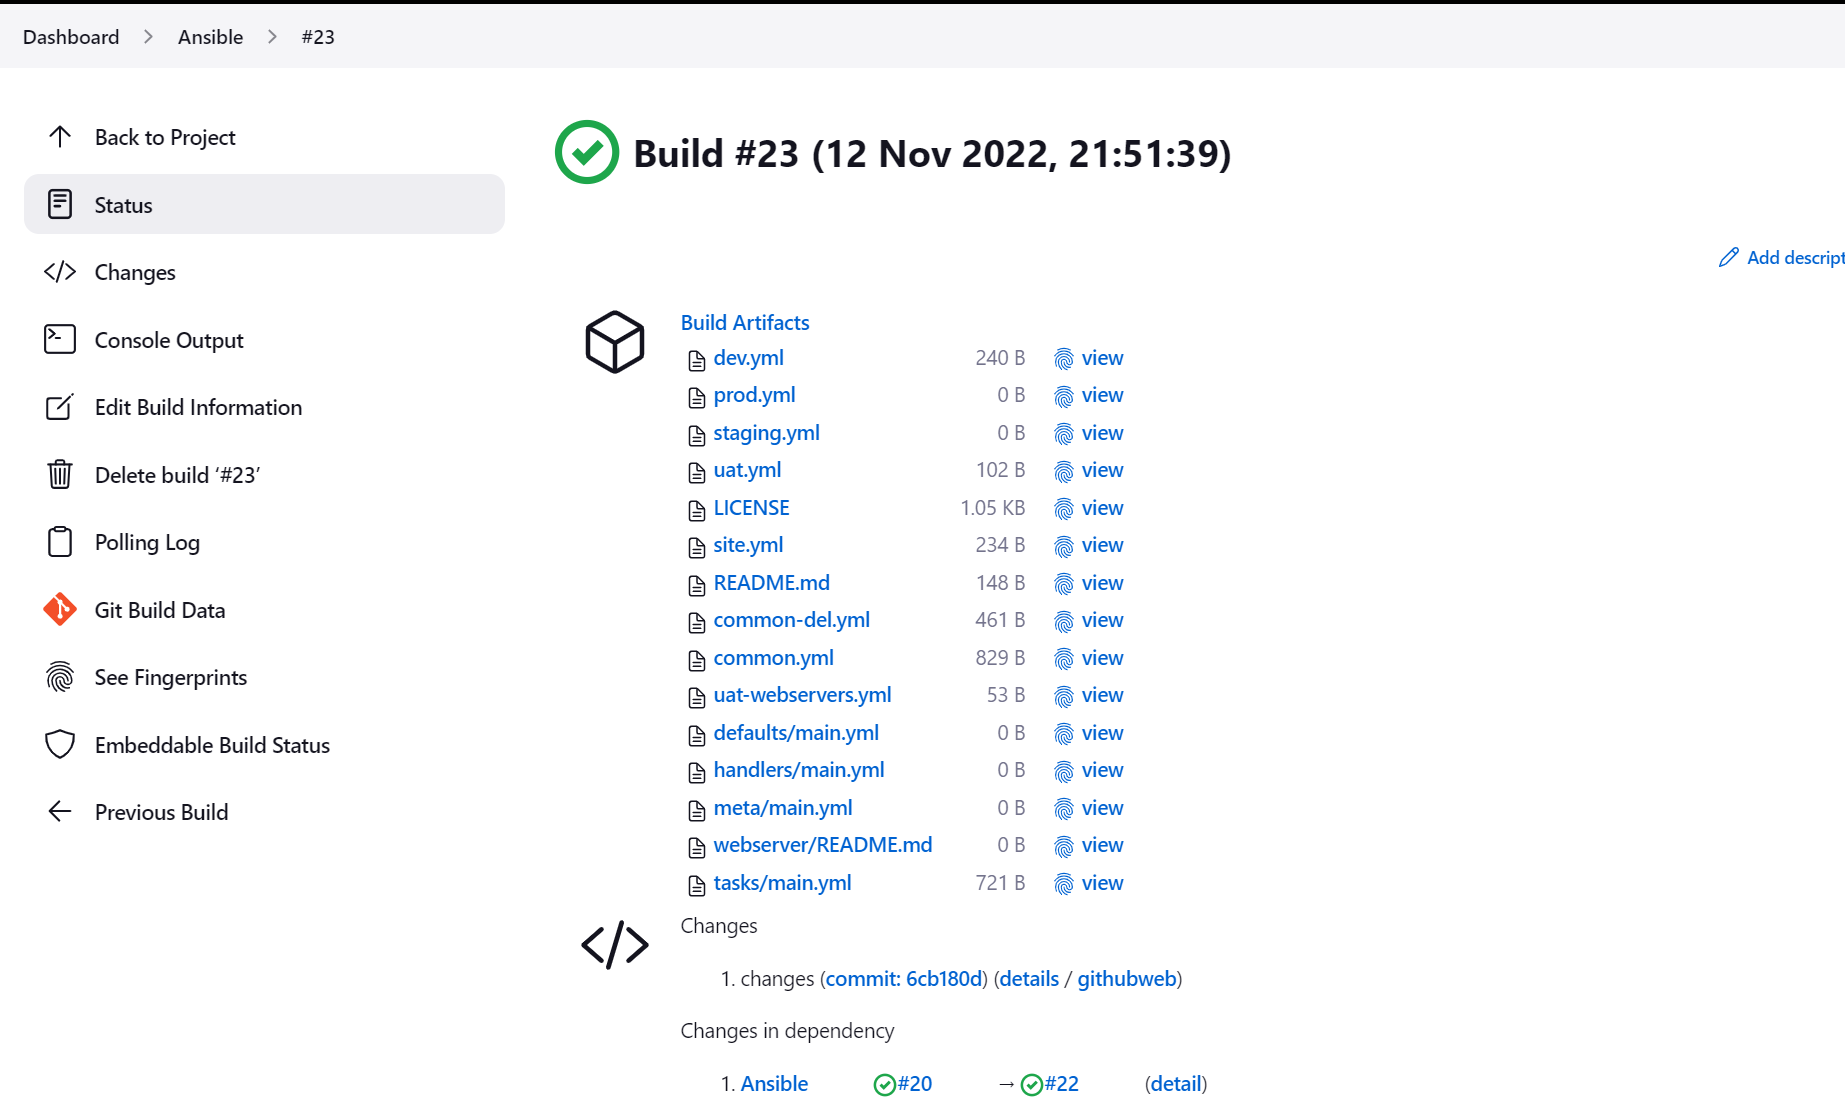 Dashboard > Ansible > #23
Back to Project
Status
Changes
Console Output
Edit Build Information
Delete build ‘#23’
Polling Log
Git Build Data
See Fingerprints
Embeddable Build Status
Previous Build
Build #23 (12 Nov 2022, 21:51:39)
Add descript
Build Artifacts
dev.yml 240 B view
prod.yml 0 B view
staging.yml 0 B view
uat.yml 102 B view
LICENSE 1.05 KB view
site.yml 234 B view
README.md 148 B view
common-del.yml 461 B view
common.yml 829 B view
uat-webservers.yml 53 B view
defaults/main.yml 0 B view
handlers/main.yml 0 B view
meta/main.yml 0 B view
webserver/README.md 0 B view
tasks/main.yml 721 B view
Changes
1. changes (commit: 6cb180d) (details / githubweb)
Changes in dependency
1. Ansible #20 → #22 (detail)